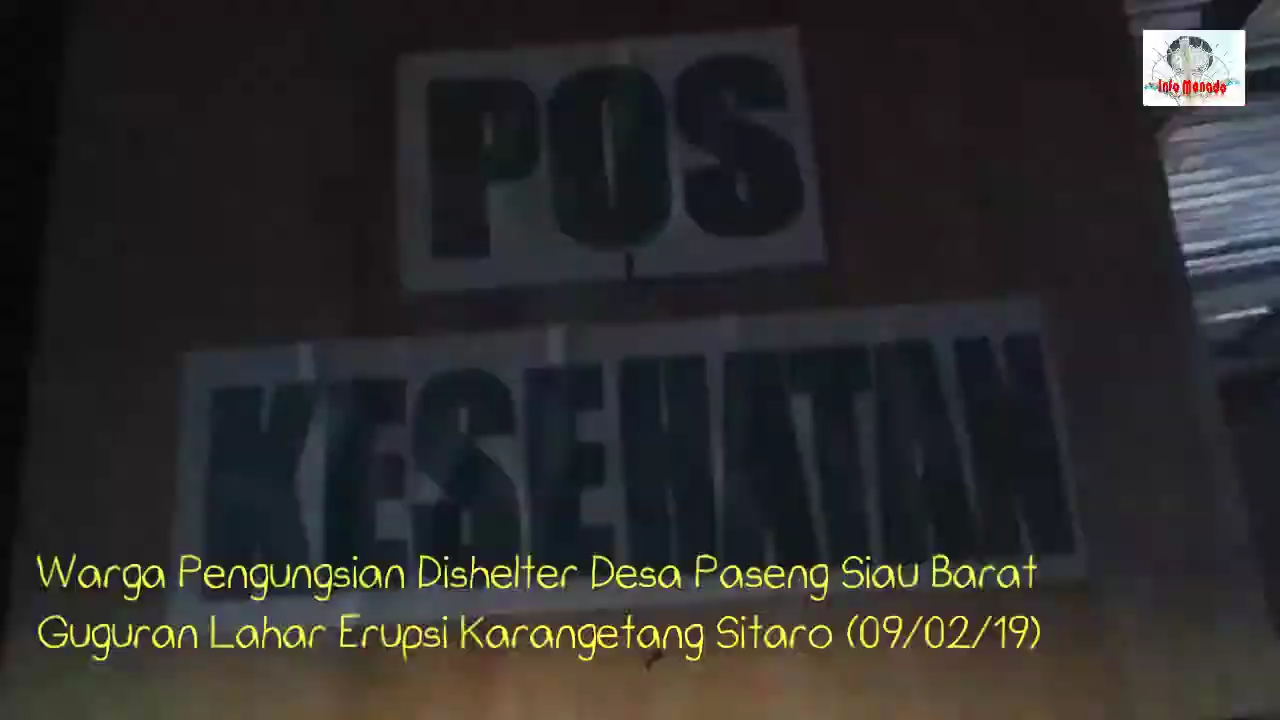 Info Manado
POS
KESEHATAN
Warga Pengungsian Dishelter Desa Paseng Siau Barat
Guguran Lahar Erupsi Karangetang Sitaro (09/02/19)